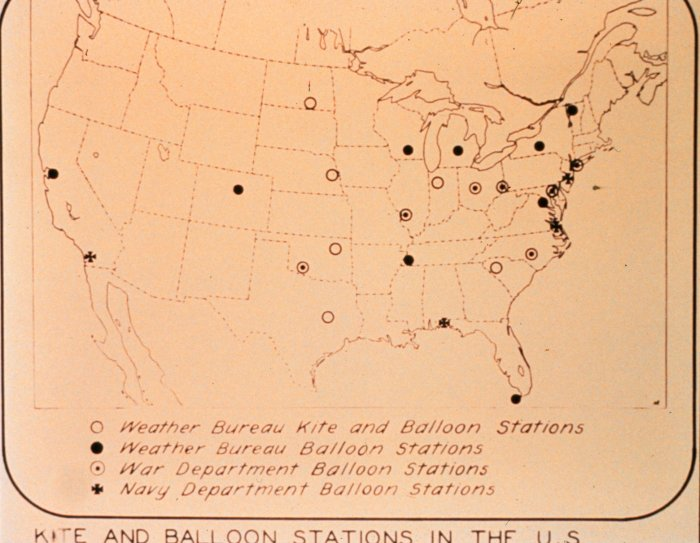 Weather Bureau Kite and Balloon Stations
Weather Bureau Balloon Stations
War Department Balloon Stations
Navy Department Balloon Stations
KITE AND BALLOON STATIONS IN THE U.S.